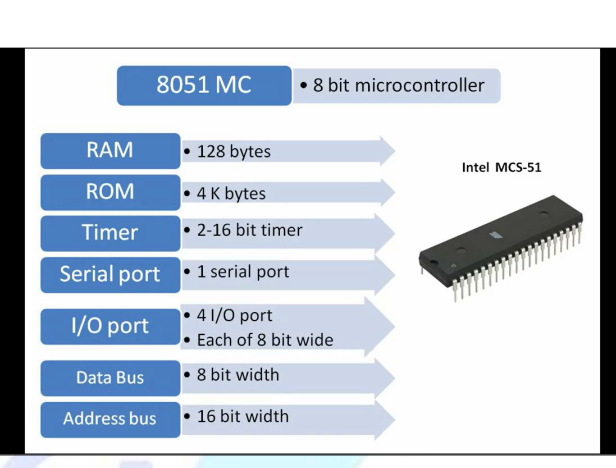 8051 MC
• 8 bit microcontroller
RAM
• 128 bytes
Intel MCS-51
ROM
• 4 K bytes
Timer
• 2-16 bit timer
Serial port
• 1 serial port
I/O port
• 4 I/O port
• Each of 8 bit wide
Data Bus
• 8 bit width
Address bus
• 16 bit width